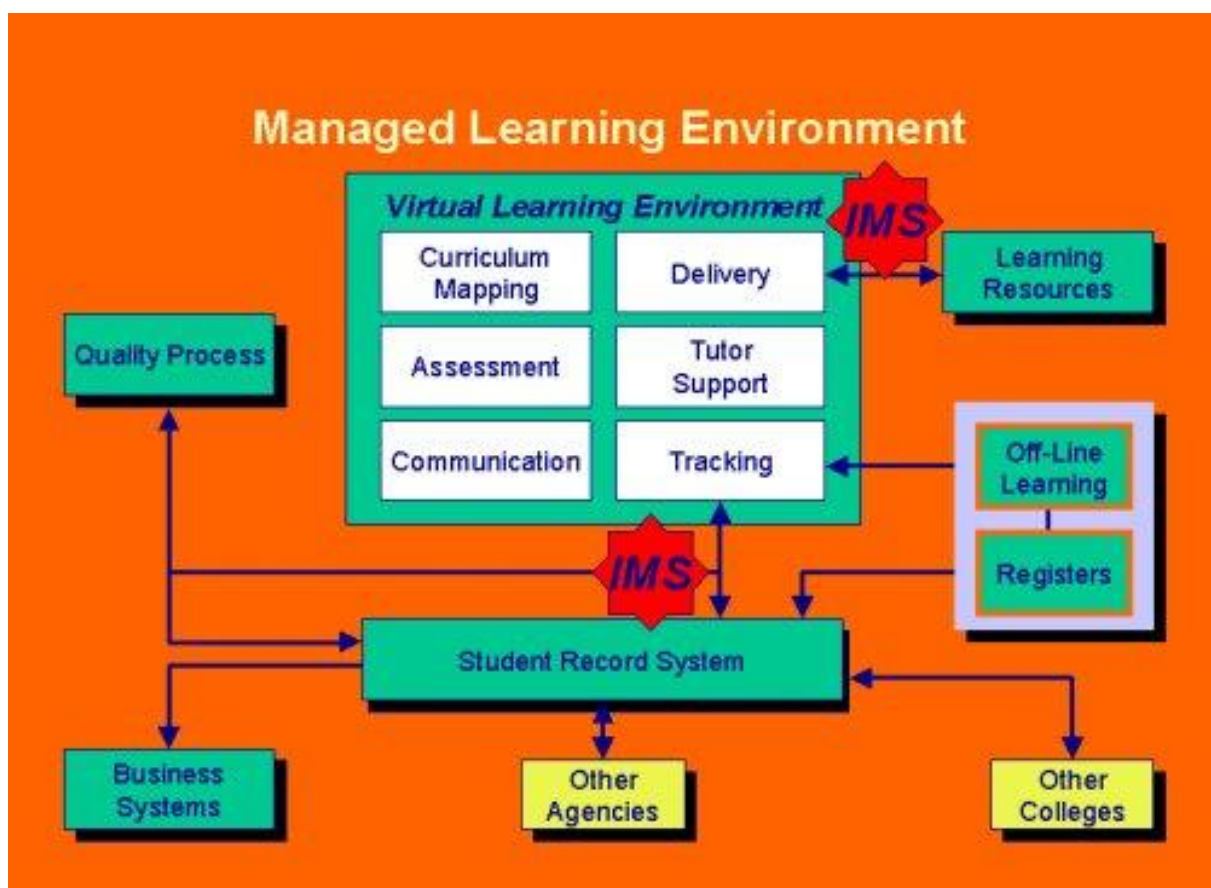 Managed Learning Environment
Virtual Learning Environment
IMS
Curriculum
Mapping
Delivery
Learning
Resources
Quality Process
Assessment
Tutor
Support
Communication
Tracking
Off-Line
Learning
IMS
Registers
Student Record System
Business
Systems
Other
Agencies
Other
Colleges